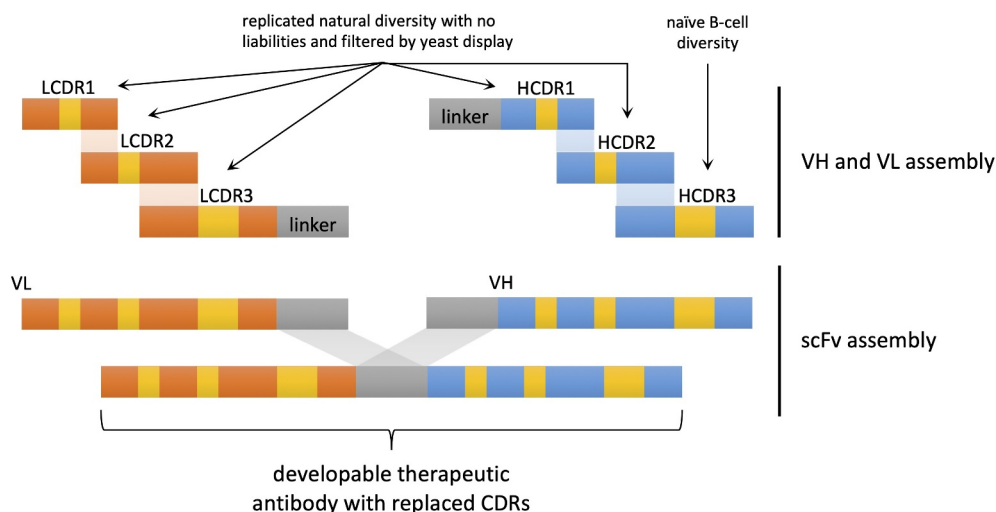 replicated natural diversity with no
liabilities and filtered by yeast display
naïve B-cell
diversity
LCDR1
HCDR1
linker
LCDR2
HCDR2
VH and VL assembly
LCDR3
HCDR3
linker
VL
VH
scFv assembly
developable therapeutic
antibody with replaced CDRs